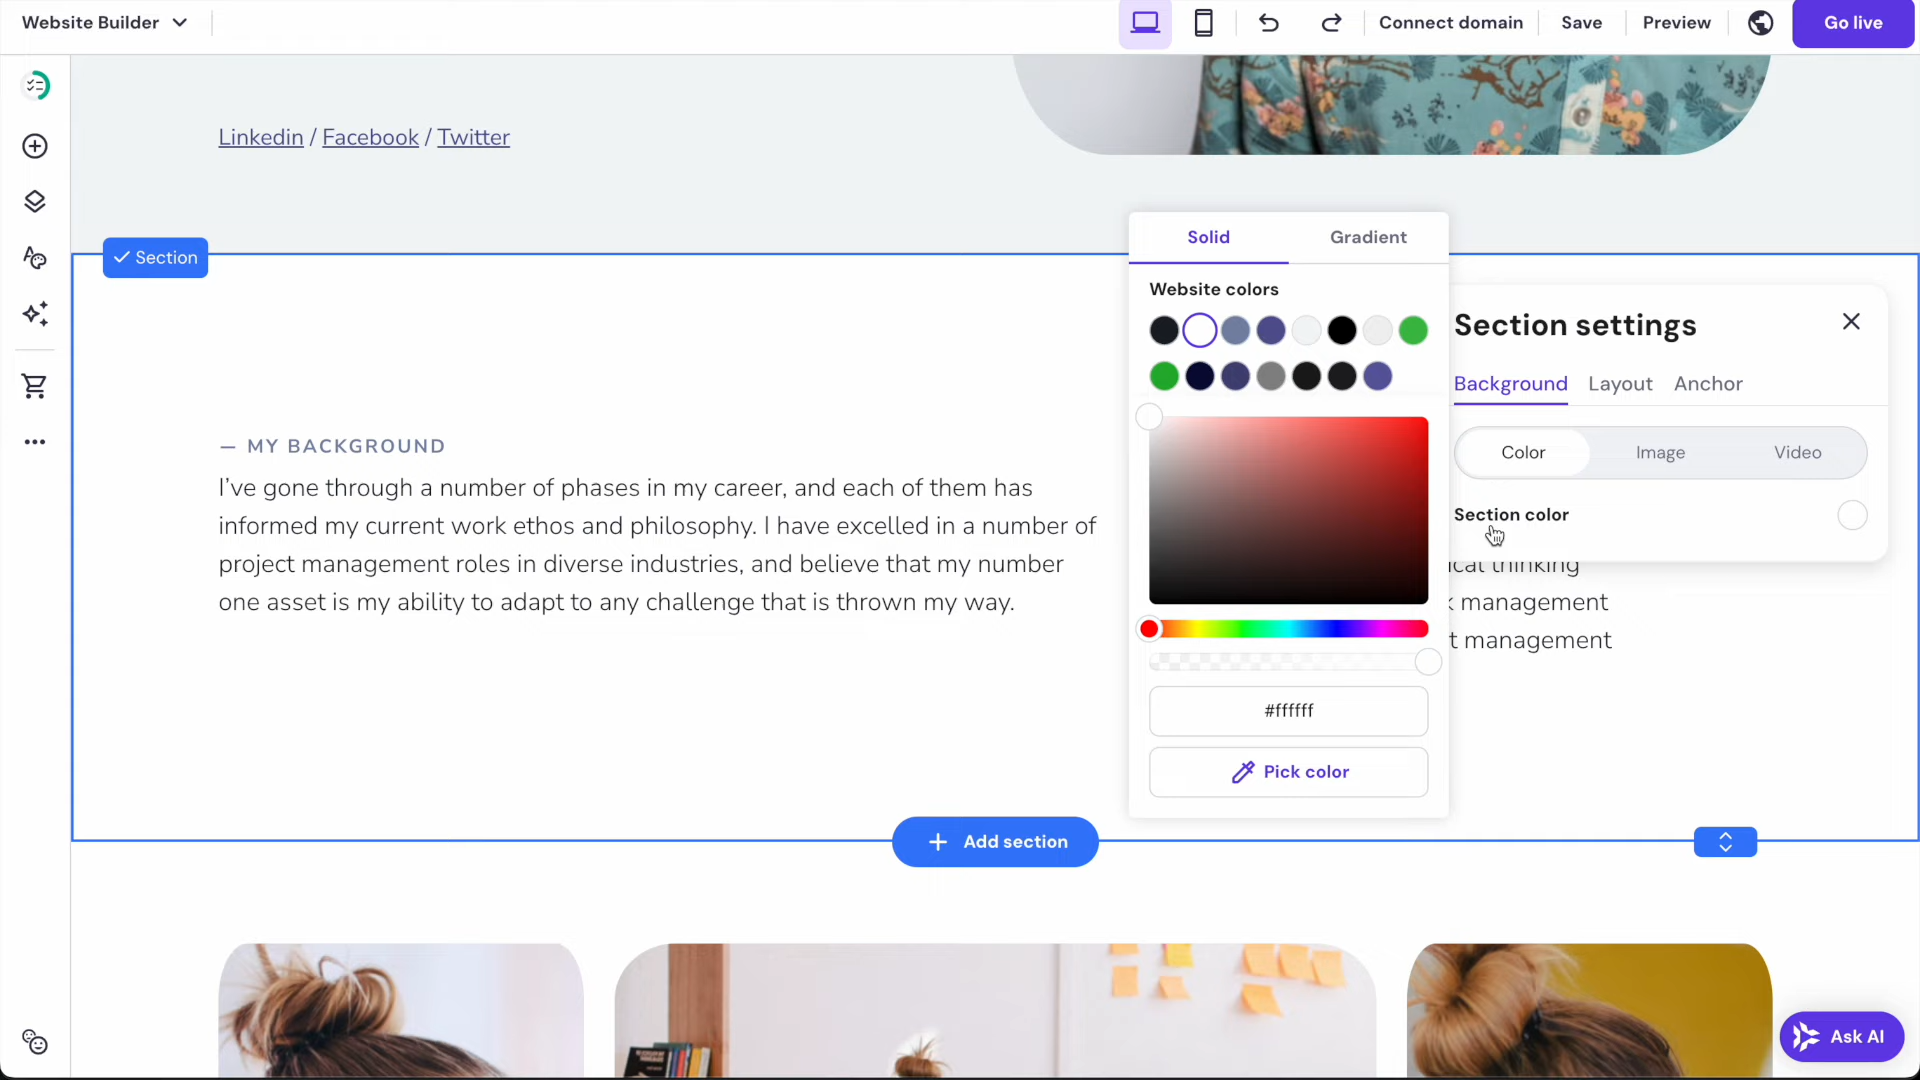 Website Builder
Connect domain
Save
Preview
Go live
Linkedin / Facebook / Twitter
Section
Solid
Gradient
Website colors
Section settings
Background
Layout
Anchor
Color
Image
Video
Section color
— MY BACKGROUND
I’ve gone through a number of phases in my career, and each of them has
informed my current work ethos and philosophy. I have excelled in a number of
project management roles in diverse industries, and believe that my number
one asset is my ability to adapt to any challenge that is thrown my way.
thinking
management
management
#ffffff
Pick color
Add section
Ask AI